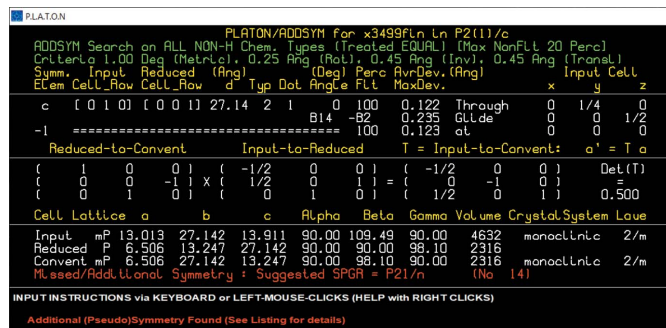 P.L.A.T.O.N
PLATON/ADDSYM for x3499fin in P2(1)/c
ADDSYM Search on ALL NON-H Chem. Types (Treated EQUAL) [Max NonFit 20 Perc]
Criteria 1.00 Deg (Metric), 0.25 Ang (Rot), 0.45 Ang (Inv), 0.45 Ang (Transl)
Symm. Input Reduced (Ang) (Deg) Perc AvrDev.(Ang) Input Cell
Elem Cell_Row Cell_Row d Typ Dot Angle Fit MaxDev. x y z
c [ 0 1 0] [ 0 0 1] 27.14 2 1 0 100 0.122 Through 0 1/4 0
B14 -B2 0.235 Glide 0 0 1/2
-1 =================================== 100 0.123 at 0 0 0
Reduced-to-Convent Input-to-Reduced T = Input-to-Convent: a' = T a
( 1 0 0 ) ( -1/2 0 0 ) ( -1/2 0 0 ) Det(T)
( 0 0 -1 ) X ( 1/2 0 1 ) = ( 0 -1 0 ) =
( 0 1 0 ) ( 0 1 0 ) ( 1/2 0 1 ) 0.500
Cell Lattice a b c Alpha Beta Gamma Volume CrystalSystem Laue
Input mP 13.013 27.142 13.911 90.00 109.49 90.00 4632 monoclinic 2/m
Reduced P 6.506 13.247 27.142 90.00 90.00 98.10 2316
Convent mP 6.506 27.142 13.247 90.00 98.10 90.00 2316 monoclinic 2/m
Missed/Additional Symmetry : Suggested SPGR = P21/n (No 14)
INPUT INSTRUCTIONS via KEYBOARD or LEFT-MOUSE-CLICKS (HELP with RIGHT CLICKS)
Additional (Pseudo)Symmetry Found (See Listing for details)